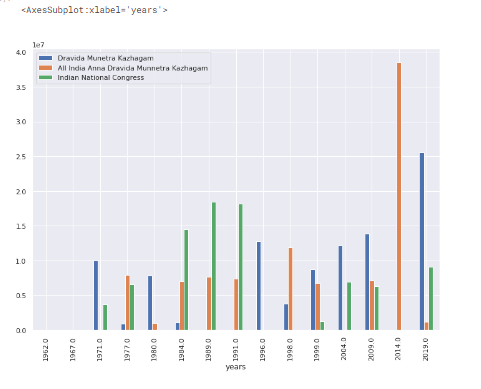 <AxesSubplot:xlabel='years'>
1e7
Dravida Munetra Kazhagam
All India Anna Dravida Munnetra Kazhagam
Indian National Congress
4.0
3.5
3.0
2.5
2.0
1.5
1.0
0.5
0.0
1962.0 1967.0 1971.0 1977.0 1980.0 1984.0 1989.0 1991.0 1996.0 1998.0 1999.0 2004.0 2009.0 2014.0 2019.0
years